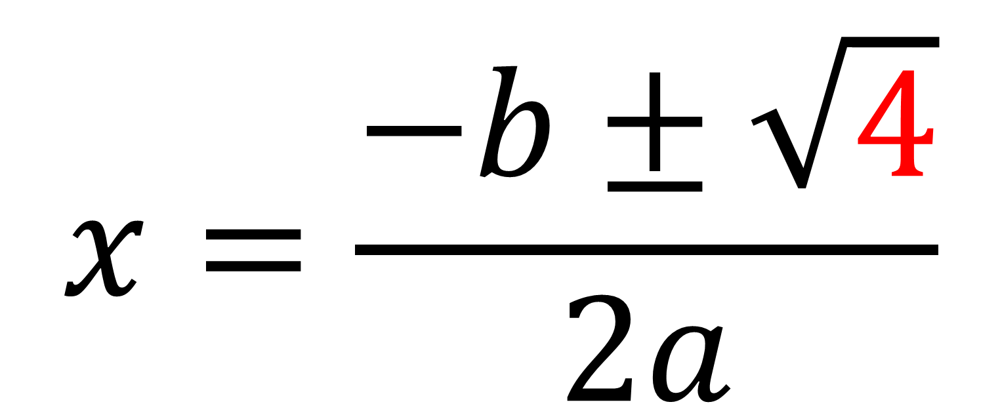 x = (−b ± √4) / 2a